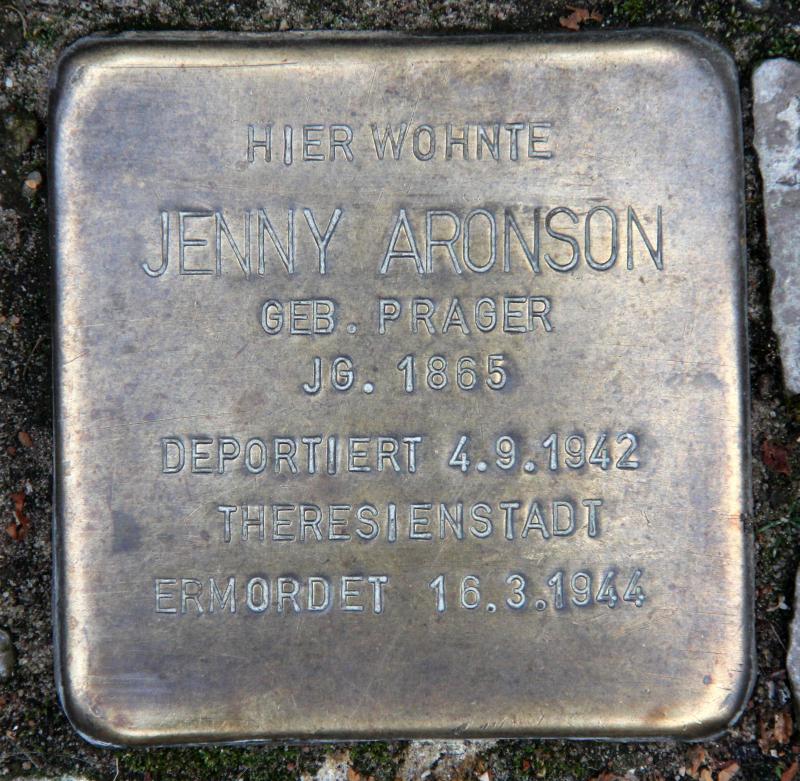 HIER WOHNTE
JENNY ARONSON
GEB. PRAGER
JG. 1865
DEPORTIERT 4.9.1942
THERESIENSTADT
ERMORDET 16.3.1944